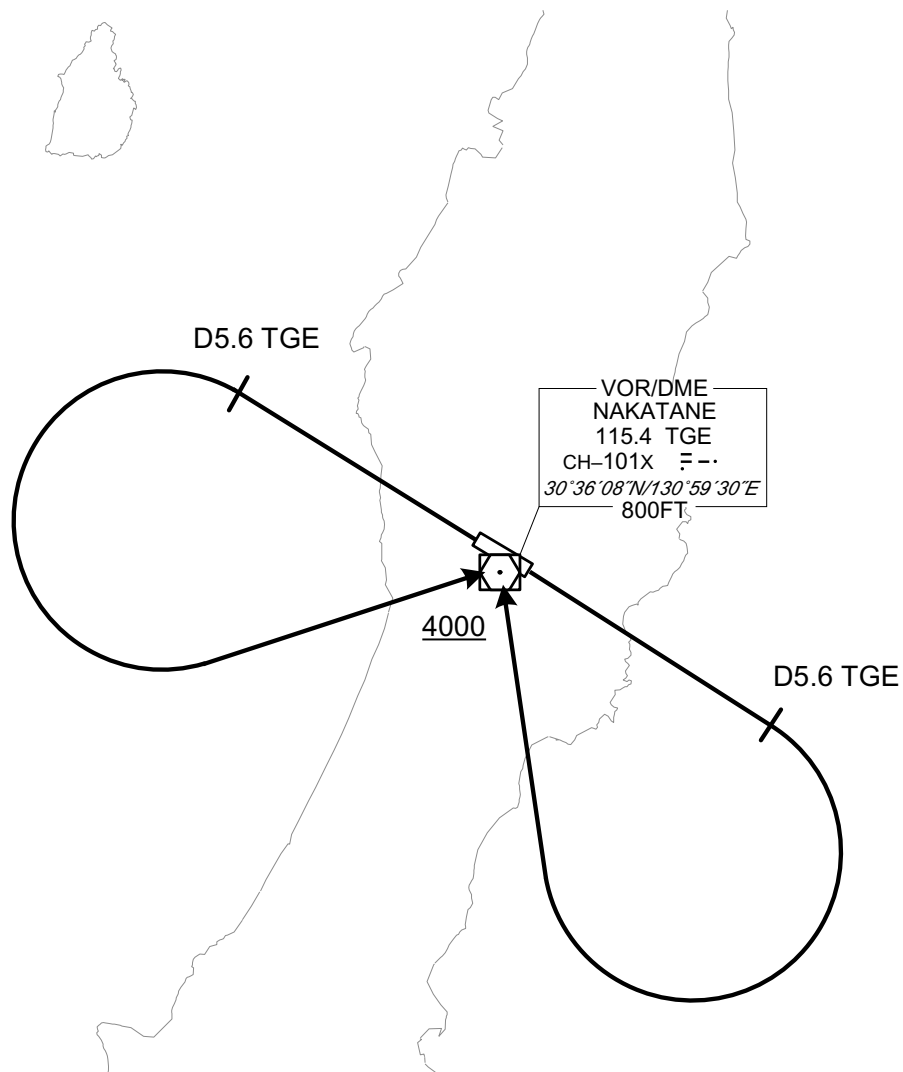 D5.6 TGE
VOR/DME
NAKATANE
115.4 TGE
CH–101X
30°36′08″N/130°59′30″E
800FT
4000
D5.6 TGE